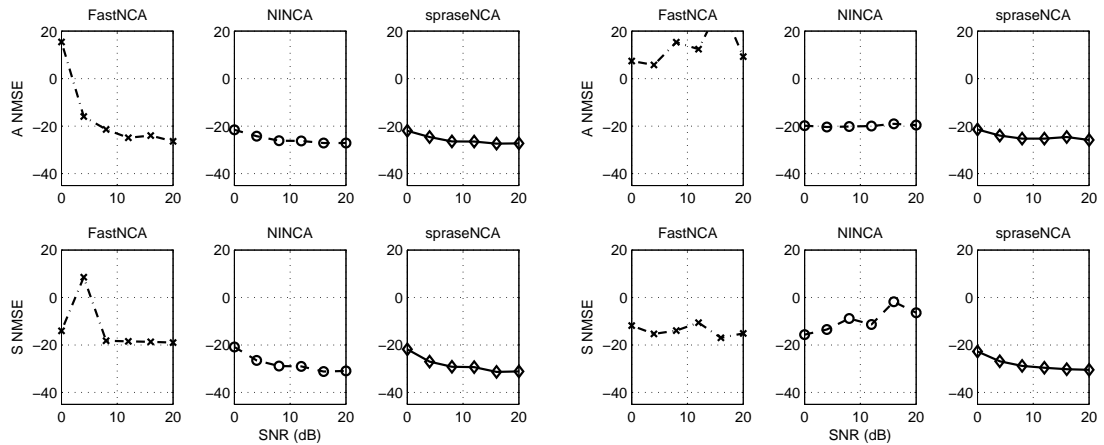 FastNCA NINCA spraseNCA FastNCA NINCA spraseNCA
20 20 20 20 20 20
0 0 0 0 0 0
A NMSE A NMSE
−20 −20 −20 −20 −20 −20
−40 −40 −40 −40 −40 −40
0 10 20 0 10 20 0 10 20 0 10 20 0 10 20 0 10 20
FastNCA NINCA spraseNCA FastNCA NINCA spraseNCA
20 20 20 20 20 20
0 0 0 0 0 0
S NMSE S NMSE
−20 −20 −20 −20 −20 −20
−40 −40 −40 −40 −40 −40
0 10 20 0 10 20 0 10 20 0 10 20 0 10 20 0 10 20
SNR (dB) SNR (dB)